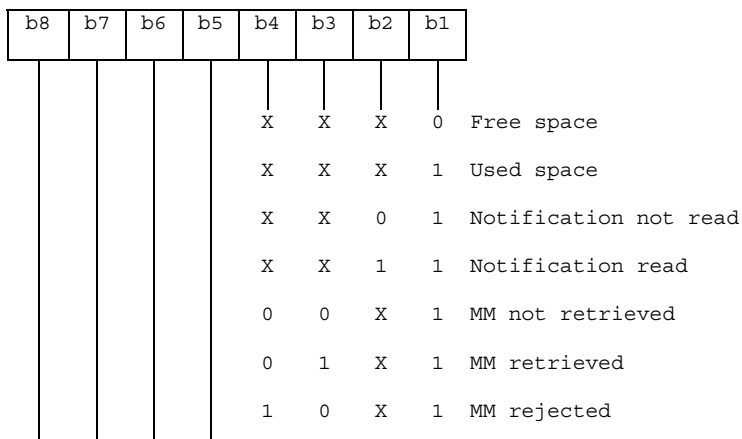 b8 b7 b6 b5 b4 b3 b2 b1
X X X 0 Free space
X X X 1 Used space
X X 0 1 Notification not read
X X 1 1 Notification read
0 0 X 1 MM not retrieved
0 1 X 1 MM retrieved
1 0 X 1 MM rejected